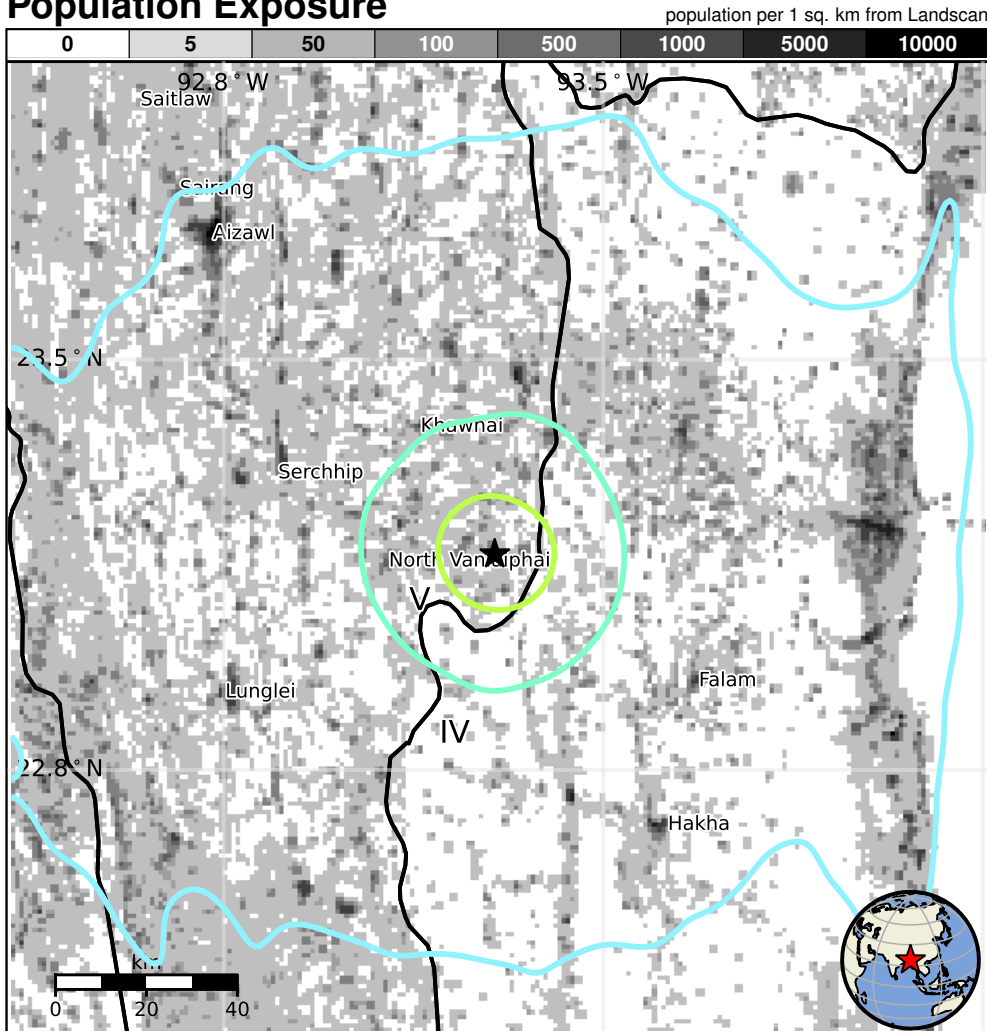 Population Exposure
population per 1 sq. km from Landscan
0 5 50 100 500 1000 5000 10000
92.8°W 93.5°W
Saitlaw
Sairang
Aizawl
23.5°N
Khawhai
Serchhip
North Vanlaiphai
V
Falam
Lunglei
IV
22.8°N
Hakha
km
0 20 40